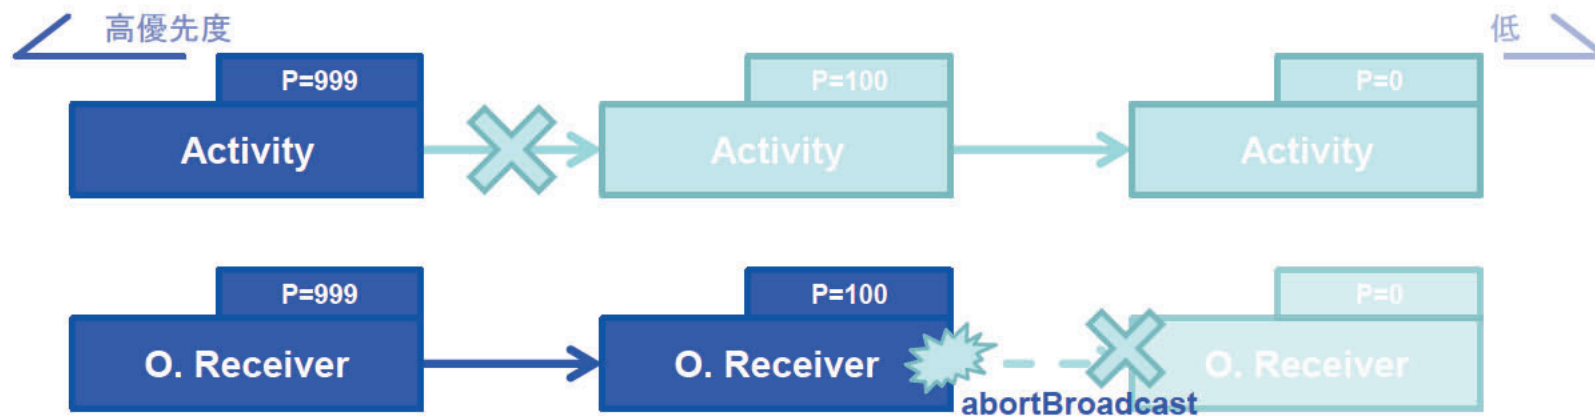 高優先度
低
P=999
P=100
P=0
Activity
Activity
Activity
P=999
P=100
P=0
O. Receiver
O. Receiver
O. Receiver
abortBroadcast